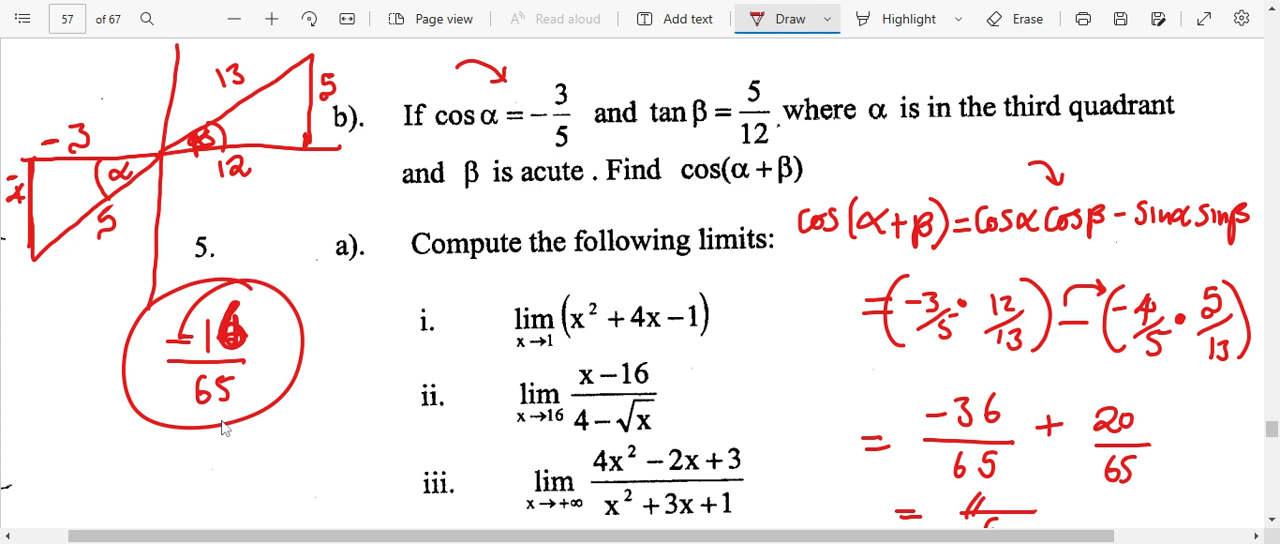 57 of 67 Page view Read aloud Add text Draw Highlight Erase
13
5
-3
α
β
12
-4
5
b). If cos α = -3/5 and tan β = 5/12, where α is in the third quadrant
and β is acute . Find cos(α + β)
cos(α+β) = Cosα Cosβ - Sinα Sinβ
= (-3/5 · 12/13) - (-4/5 · 5/13)
= -36/65 + 20/65
=
-16/65
5. a). Compute the following limits:
i. lim x→1 (x² + 4x - 1)
ii. lim x→16 (x - 16)/(4 - √x)
iii. lim x→+∞ (4x² - 2x + 3)/(x² + 3x + 1)